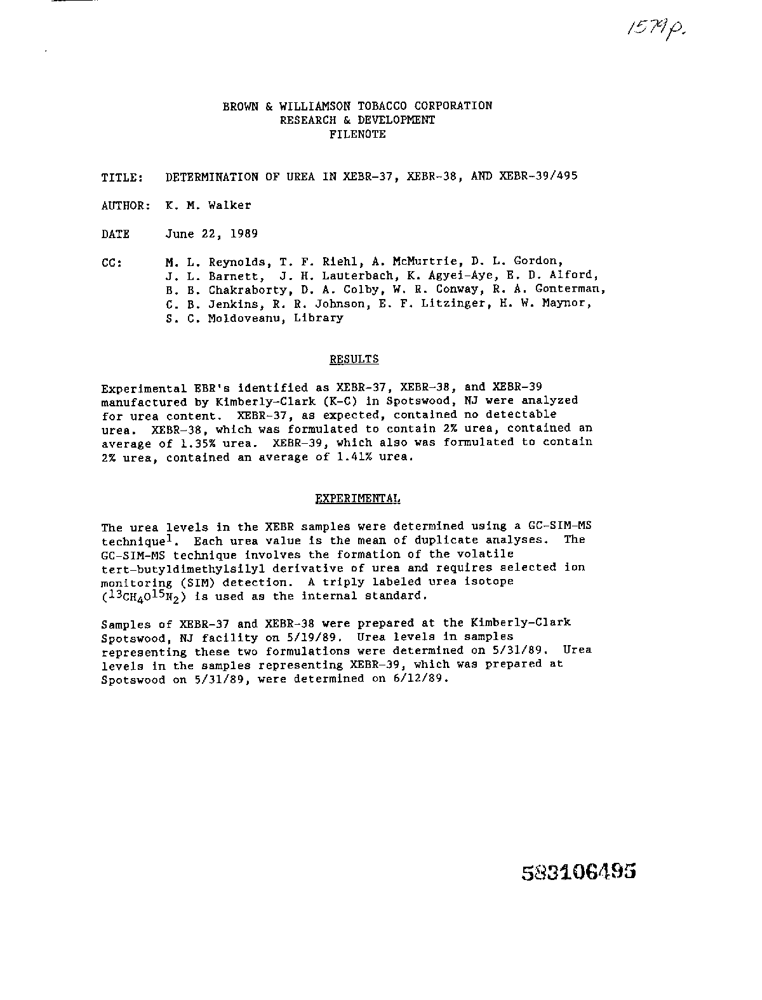 1579p.
BROWN & WILLIAMSON TOBACCO CORPORATION
RESEARCH & DEVELOPMENT
FILENOTE
TITLE: DETERMINATION OF UREA IN XEBR-37, XEBR-38, AND XEBR-39/495
AUTHOR: K. M. Walker
DATE June 22, 1989
CC: M. L. Reynolds, T. F. Riehl, A. McMurtrie, D. L. Gordon,
J. L. Barnett, J. H. Lauterbach, K. Agyei-Aye, E. D. Alford,
B. B. Chakraborty, D. A. Colby, W. R. Conway, R. A. Gonterman,
C. B. Jenkins, R. R. Johnson, E. F. Litzinger, H. W. Maynor,
S. C. Moldoveanu, Library
RESULTS
Experimental EBR's identified as XEBR-37, XEBR-38, and XEBR-39
manufactured by Kimberly-Clark (K-C) in Spotswood, NJ were analyzed
for urea content. XEBR-37, as expected, contained no detectable
urea. XEBR-38, which was formulated to contain 2% urea, contained an
average of 1.35% urea. XEBR-39, which also was formulated to contain
2% urea, contained an average of 1.41% urea.
EXPERIMENTAL
The urea levels in the XEBR samples were determined using a GC-SIM-MS
technique¹. Each urea value is the mean of duplicate analyses. The
GC-SIM-MS technique involves the formation of the volatile
tert-butyldimethylsilyl derivative of urea and requires selected ion
monitoring (SIM) detection. A triply labeled urea isotope
(¹³CH₄O¹⁵N₂) is used as the internal standard.
Samples of XEBR-37 and XEBR-38 were prepared at the Kimberly-Clark
Spotswood, NJ facility on 5/19/89. Urea levels in samples
representing these two formulations were determined on 5/31/89. Urea
levels in the samples representing XEBR-39, which was prepared at
Spotswood on 5/31/89, were determined on 6/12/89.
583106495